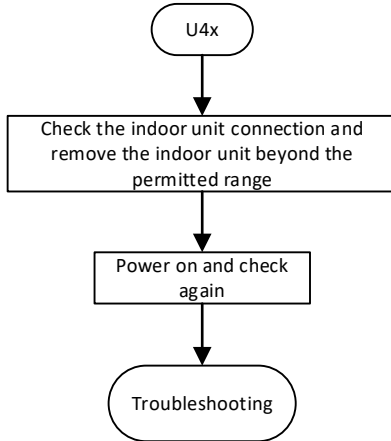 U4x
Check the indoor unit connection and
remove the indoor unit beyond the
permitted range
Power on and check
again
Troubleshooting